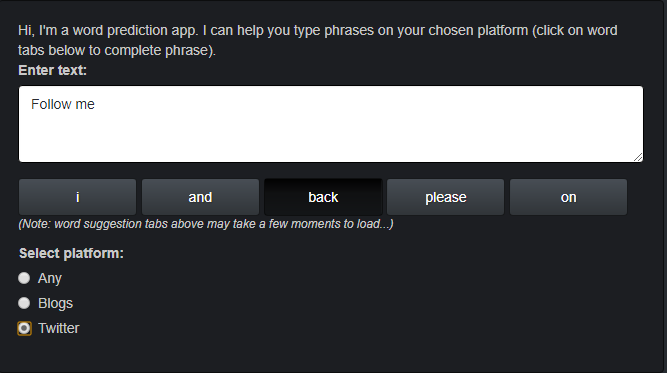 Hi, I'm a word prediction app. I can help you type phrases on your chosen platform (click on word
tabs below to complete phrase).
Enter text:
Follow me
i and back please on
(Note: word suggestion tabs above may take a few moments to load...)
Select platform:
Any
Blogs
Twitter